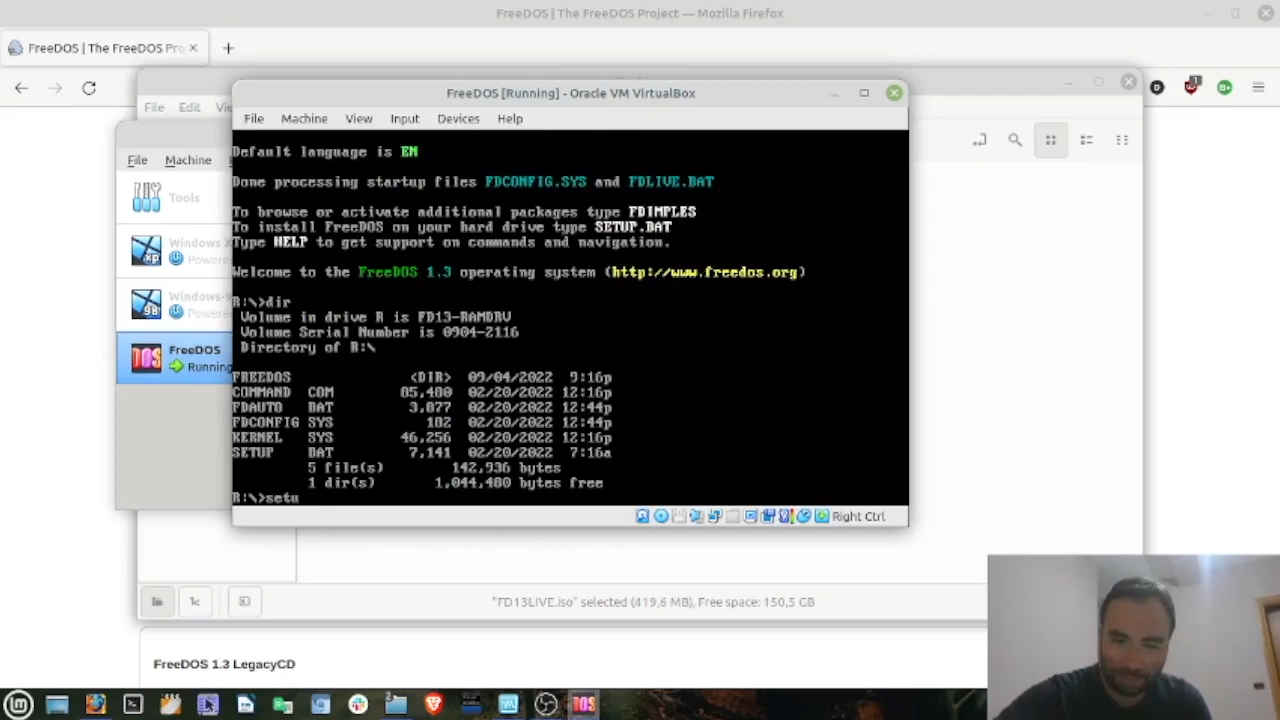 FreeDOS | The FreeDOS Project — Mozilla Firefox
FreeDOS | The FreeDOS Pro
File Edit Vie
FreeDOS [Running] - Oracle VM VirtualBox
File Machine View Input Devices Help
File Machine
Tools
Windows X
Powere
Windows-9
Powere
FreeDOS
Running
Default language is EN
Done processing startup files FDCONFIG.SYS and FDLIVE.BAT
To browse or activate additional packages type FDIMPLES
To install FreeDOS on your hard drive type SETUP.BAT
Type HELP to get support on commands and navigation.
Welcome to the FreeDOS 1.3 operating system (http://www.freedos.org)
R:\>dir
Volume in drive R is FD13-RAMDRV
Volume Serial Number is 0904-2116
Directory of R:\
FREEDOS <DIR> 09/04/2022 9:16p
COMMAND COM 85,480 02/20/2022 12:16p
FDAUTO BAT 3,877 02/20/2022 12:44p
FDCONFIG SYS 182 02/20/2022 12:44p
KERNEL SYS 46,256 02/20/2022 12:16p
SETUP BAT 7,141 02/20/2022 7:16a
5 file(s) 142,936 bytes
1 dir(s) 1,044,480 bytes free
R:\>setu
Right Ctrl
"FD13LIVE.iso" selected (419,6 MB), Free space: 150,5 GB
FreeDOS 1.3 LegacyCD